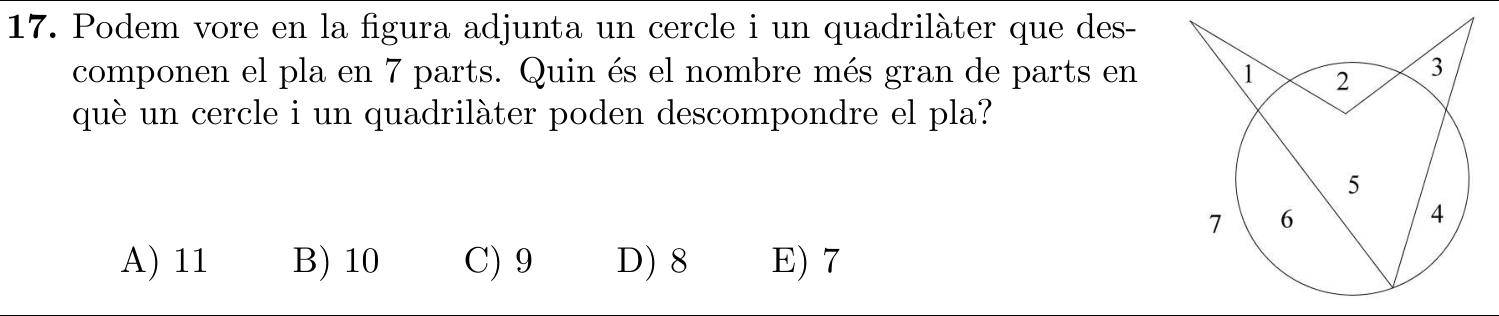 17. Podem vore en la figura adjunta un cercle i un quadrilàter que des-
componen el pla en 7 parts. Quin és el nombre més gran de parts en
què un cercle i un quadrilàter poden descompondre el pla?
A) 11 B) 10 C) 9 D) 8 E) 7
1 2 3
5
7 6 4